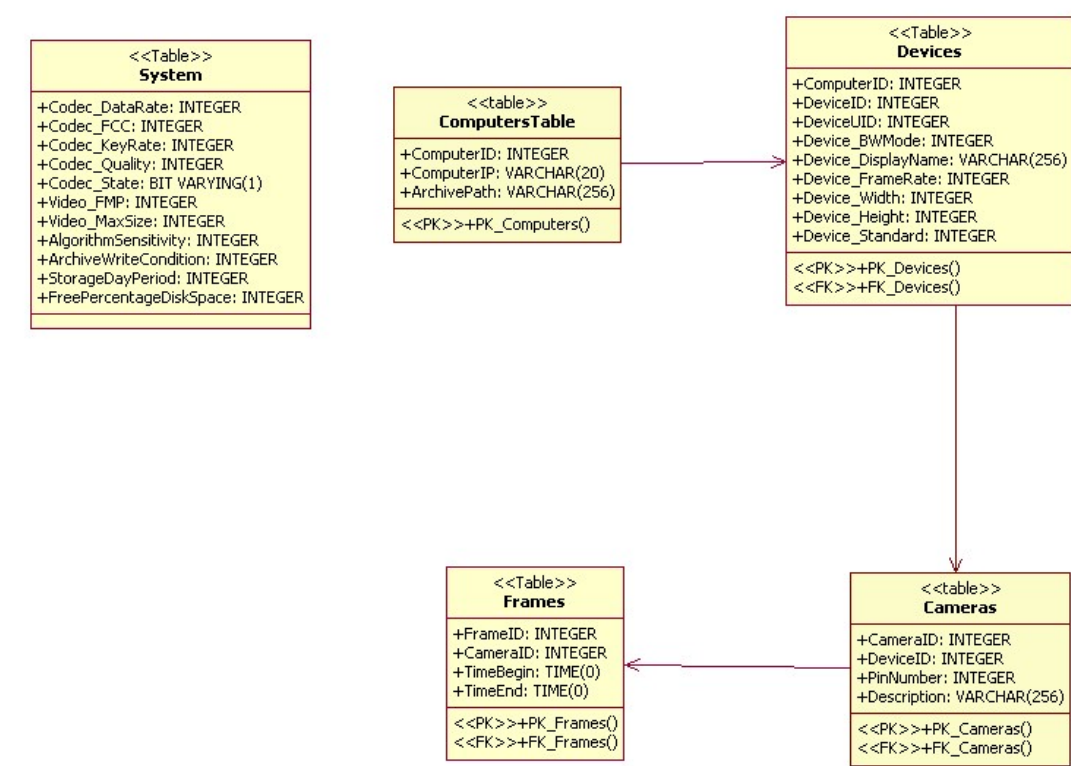 <<Table>>
System
+Codec_DataRate: INTEGER
+Codec_FCC: INTEGER
+Codec_KeyRate: INTEGER
+Codec_Quality: INTEGER
+Codec_State: BIT VARYING(1)
+Video_FMP: INTEGER
+Video_MaxSize: INTEGER
+AlgorithmSensitivity: INTEGER
+ArchiveWriteCondition: INTEGER
+StorageDayPeriod: INTEGER
+FreePercentageDiskSpace: INTEGER
<<table>>
ComputersTable
+ComputerID: INTEGER
+ComputerIP: VARCHAR(20)
+ArchivePath: VARCHAR(256)
<<PK>>+PK_Computers()
<<Table>>
Devices
+ComputerID: INTEGER
+DeviceID: INTEGER
+DeviceUID: INTEGER
+Device_BWMode: INTEGER
+Device_DisplayName: VARCHAR(256)
+Device_FrameRate: INTEGER
+Device_Width: INTEGER
+Device_Height: INTEGER
+Device_Standard: INTEGER
<<PK>>+PK_Devices()
<<FK>>+FK_Devices()
<<Table>>
Frames
+FrameID: INTEGER
+CameraID: INTEGER
+TimeBegin: TIME(0)
+TimeEnd: TIME(0)
<<PK>>+PK_Frames()
<<FK>>+FK_Frames()
<<table>>
Cameras
+CameraID: INTEGER
+DeviceID: INTEGER
+PinNumber: INTEGER
+Description: VARCHAR(256)
<<PK>>+PK_Cameras()
<<FK>>+FK_Cameras()